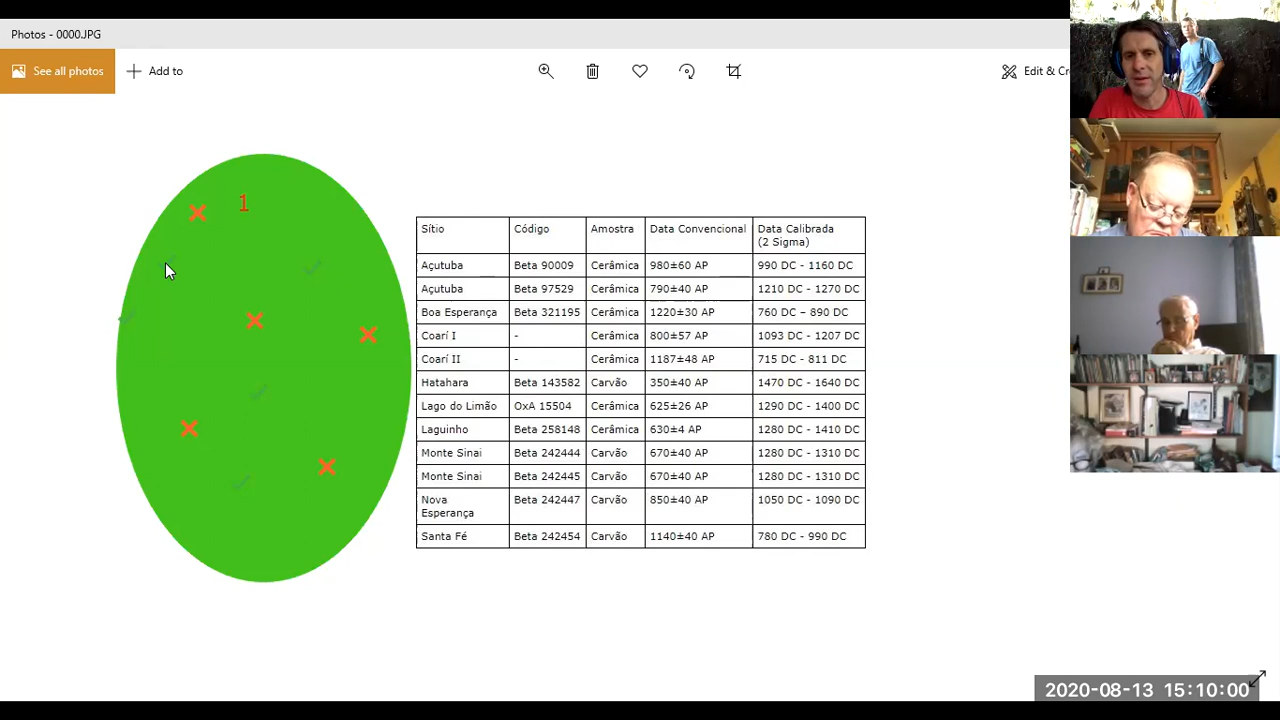 Photos - 0000.JPG
See all photos
Add to
Edit & Cr
1
Sítio Código Amostra Data Convencional Data Calibrada
(2 Sigma)
Açutuba Beta 90009 Cerâmica 980±60 AP 990 DC - 1160 DC
Açutuba Beta 97529 Cerâmica 790±40 AP 1210 DC - 1270 DC
Boa Esperança Beta 321195 Cerâmica 1220±30 AP 760 DC – 890 DC
Coarí I - Cerâmica 800±57 AP 1093 DC - 1207 DC
Coarí II - Cerâmica 1187±48 AP 715 DC - 811 DC
Hatahara Beta 143582 Carvão 350±40 AP 1470 DC - 1640 DC
Lago do Limão OxA 15504 Cerâmica 625±26 AP 1290 DC - 1400 DC
Laguinho Beta 258148 Cerâmica 630±4 AP 1280 DC - 1410 DC
Monte Sinai Beta 242444 Carvão 670±40 AP 1280 DC - 1310 DC
Monte Sinai Beta 242445 Carvão 670±40 AP 1280 DC - 1310 DC
Nova Beta 242447 Carvão 850±40 AP 1050 DC - 1090 DC
Esperança
Santa Fé Beta 242454 Carvão 1140±40 AP 780 DC - 990 DC
2020-08-13 15:10:00